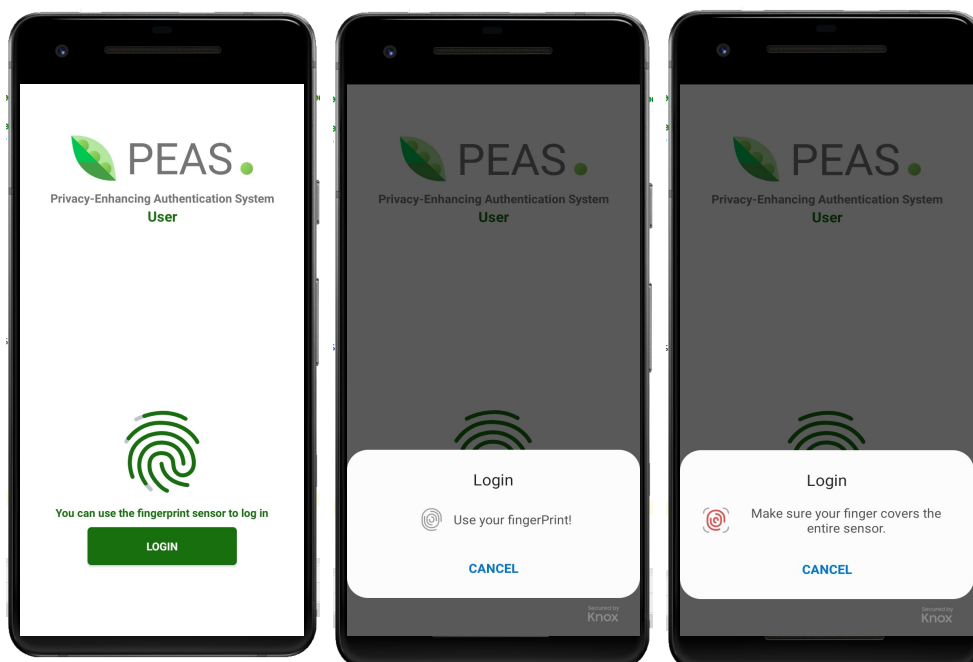 PEAS
Privacy-Enhancing Authentication System
User
You can use the fingerprint sensor to log in
LOGIN
PEAS
Privacy-Enhancing Authentication System
User
Login
Use your fingerPrint!
CANCEL
Secured by
Knox
PEAS
Privacy-Enhancing Authentication System
User
Login
Make sure your finger covers the
entire sensor.
CANCEL
Secured by
Knox